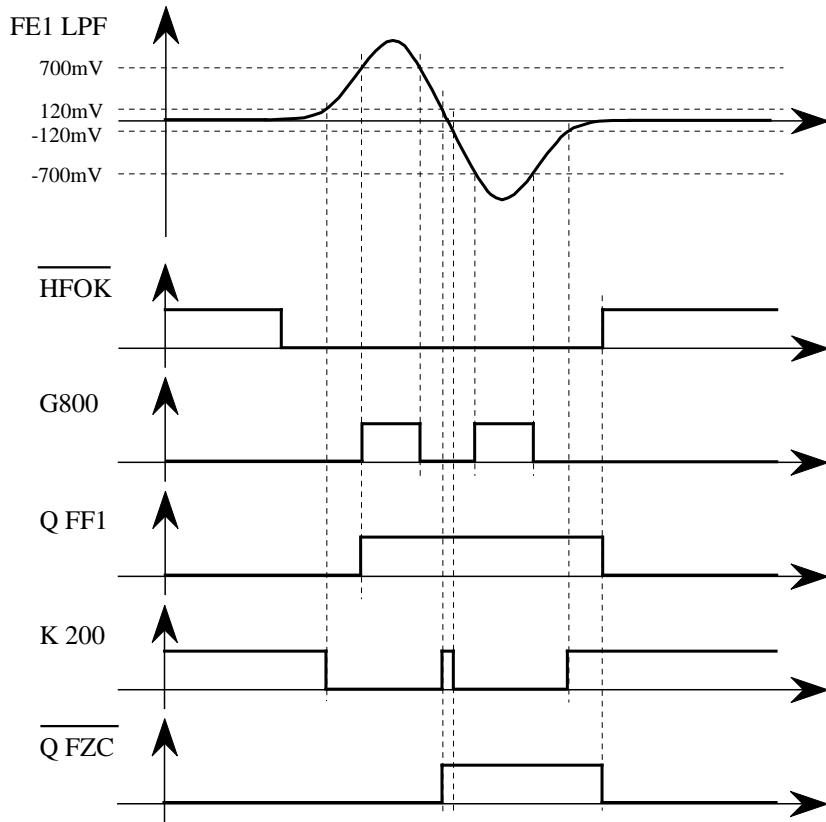 FE1 LPF
700mV
120mV
-120mV
-700mV
HFOK
G800
Q FF1
K 200
Q FZC